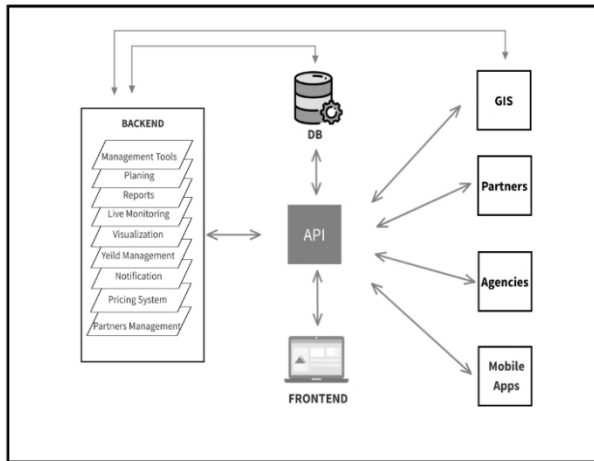 BACKEND
Management Tools
Planing
Reports
Live Monitoring
Visualization
Yeild Management
Notification
Pricing System
Partners Management
DB
API
FRONTEND
GIS
Partners
Agencies
Mobile
Apps